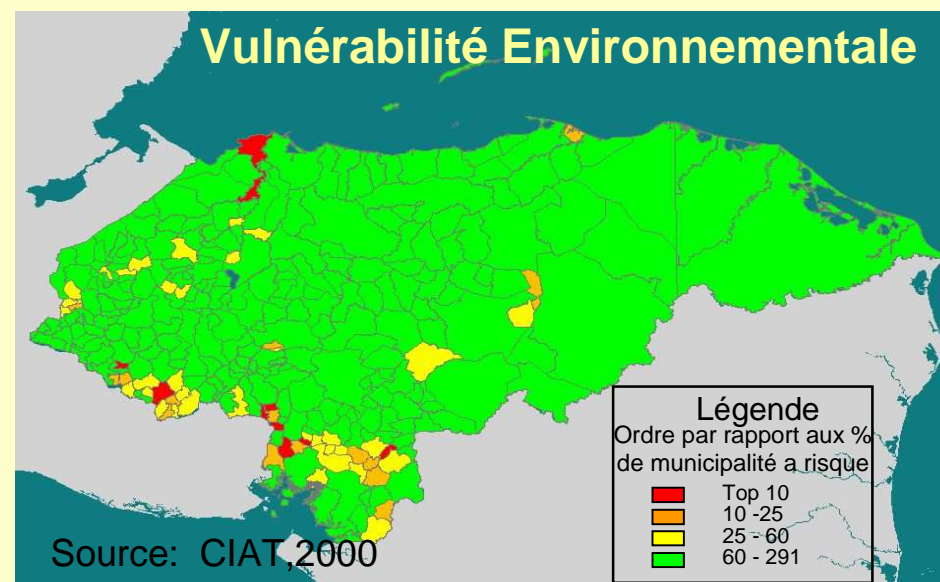 Vulnérabilité Environnementale
Légende
Ordre par rapport aux %
de municipalité a risque
Top 10
10 -25
25 - 60
60 - 291
Source: CIAT,2000